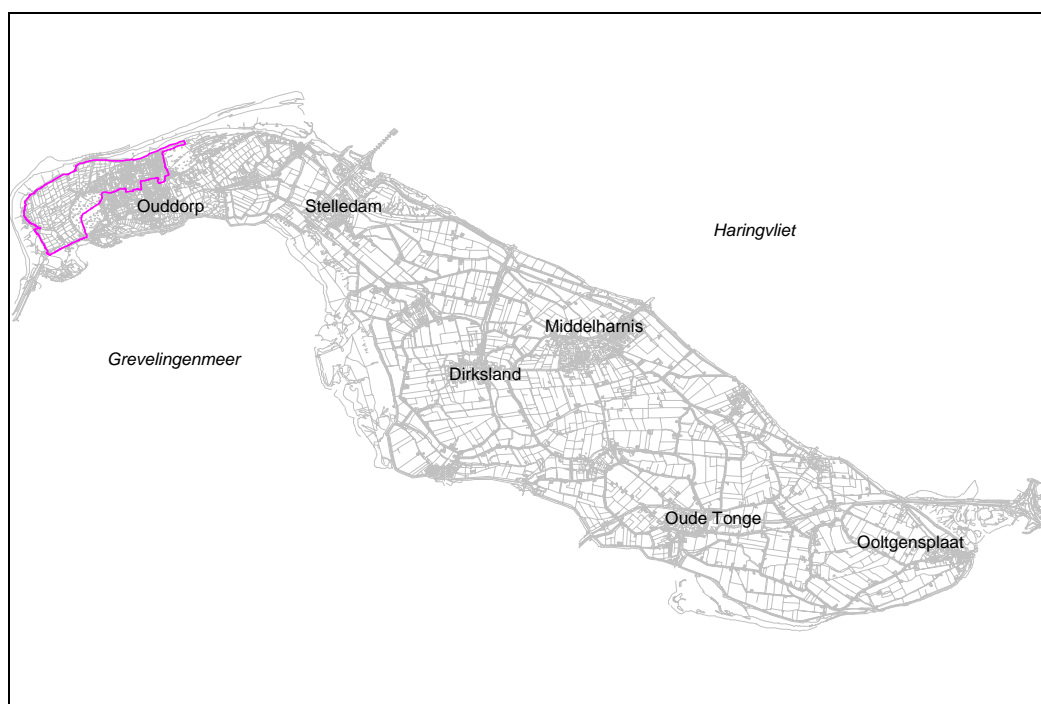 Ouddorp
Stelledam
Haringvliet
Middelharnis
Grevelingenmeer
Dirksland
Oude Tonge
Ooltgensplaat